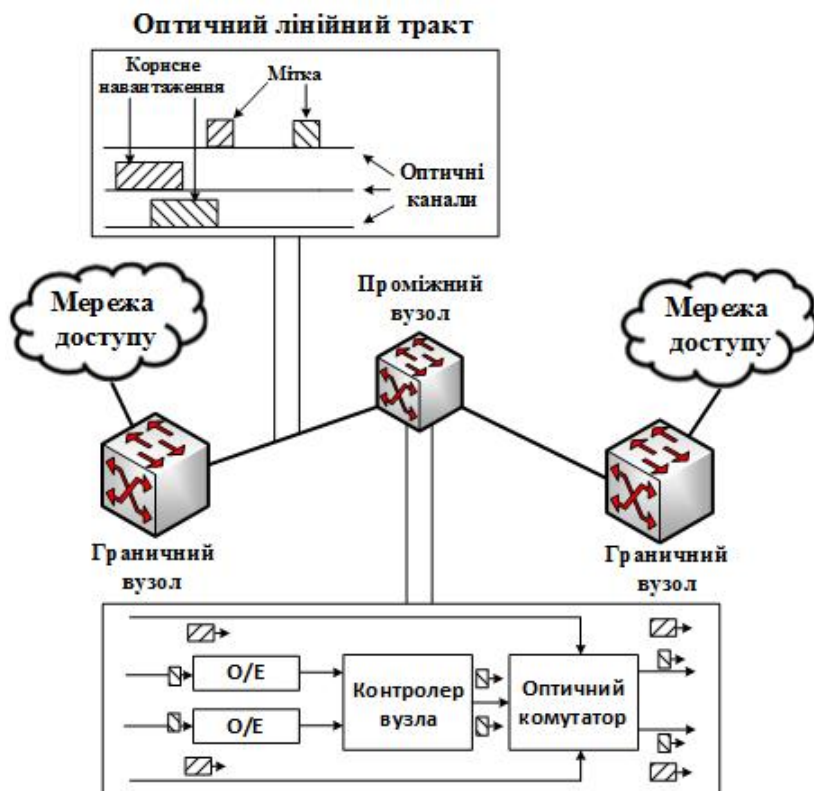 Оптичний лінійний тракт
Корисне
навантаження
Мітка
Оптичні
канали
Мережа
доступу
Проміжний
вузол
Мережа
доступу
Граничний
вузол
Граничний
вузол
О/Е
О/Е
Контролер
вузла
Оптичний
комутатор